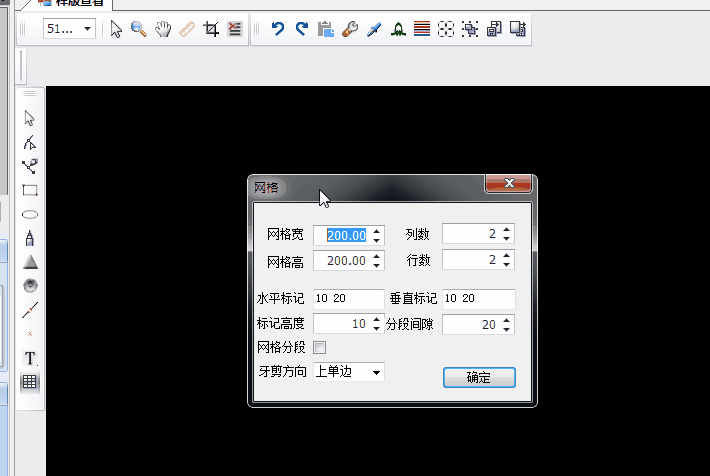 样版查看
51...
网格
网格宽 200.00 列数 2
网格高 200.00 行数 2
水平标记 10 20 垂直标记 10 20
标记高度 10 分段间隙 20
网格分段
牙剪方向 上单边
确定
T